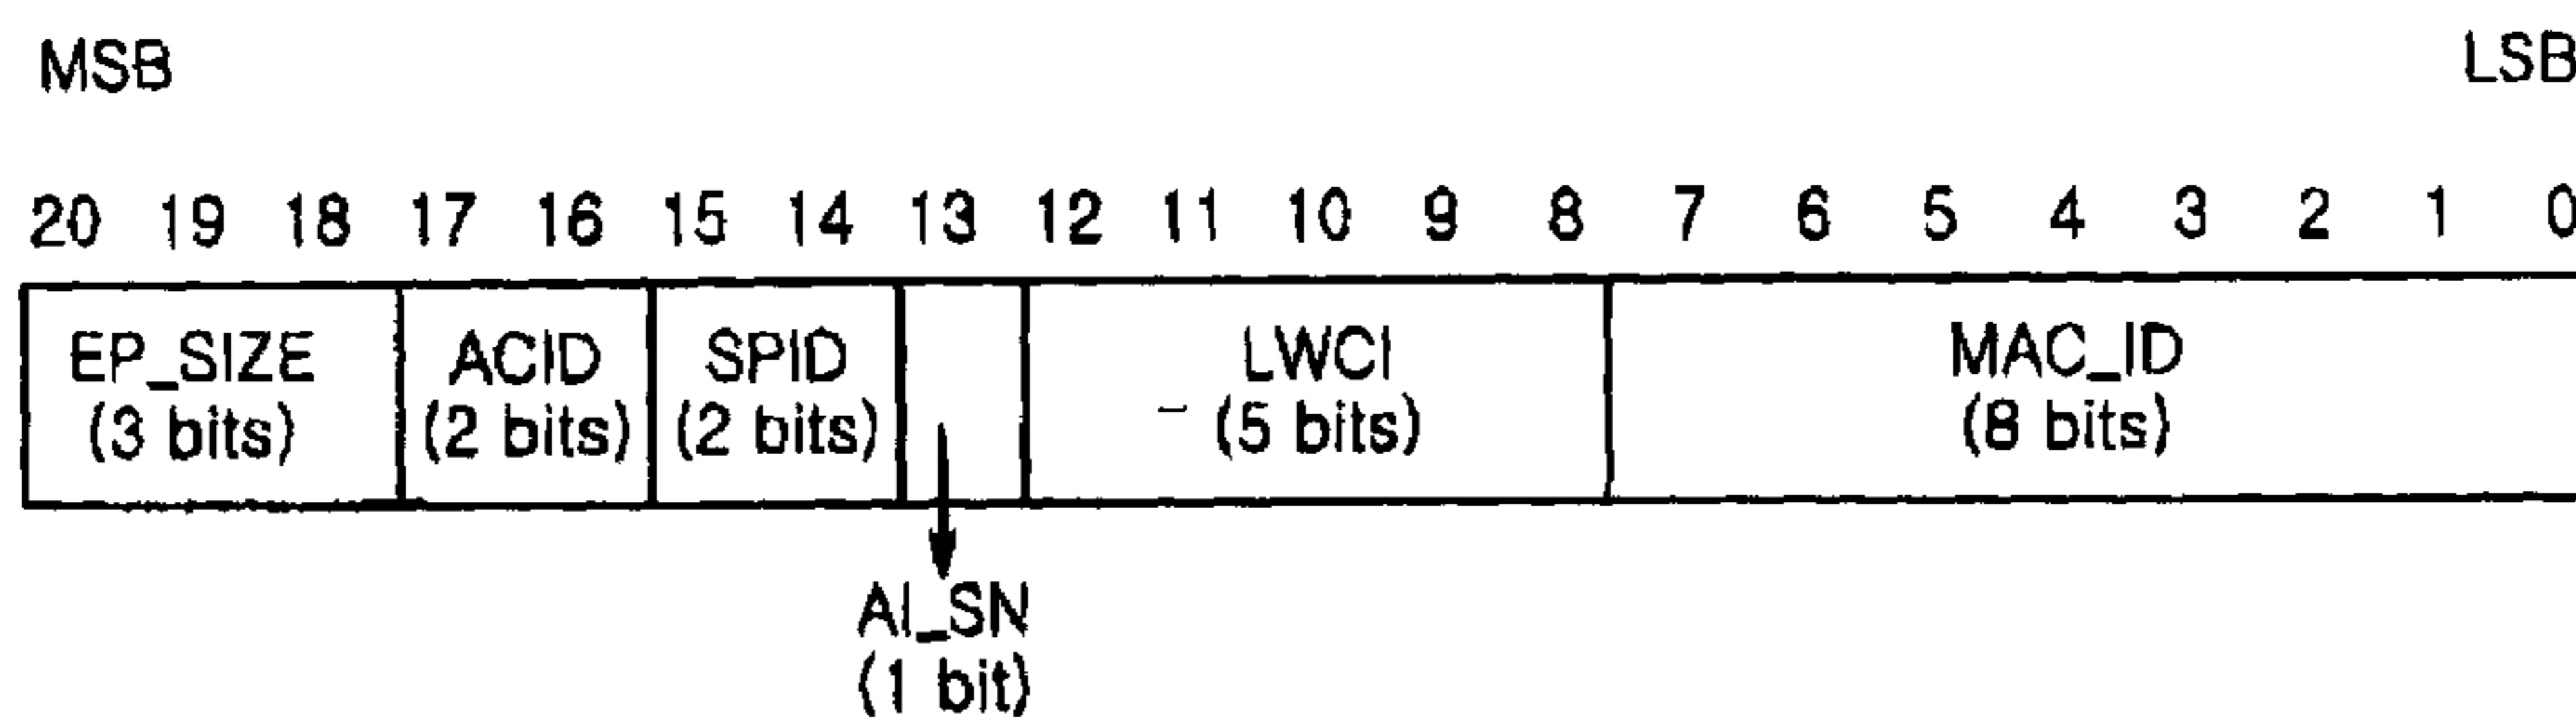 MSB LSB
20 19 18 17 16 15 14 13 12 11 10 9 8 7 6 5 4 3 2 1 0
EP_SIZE ACID SPID LWCI MAC_ID
(3 bits) (2 bits) (2 bits) (5 bits) (8 bits)
AI_SN
(1 bit)